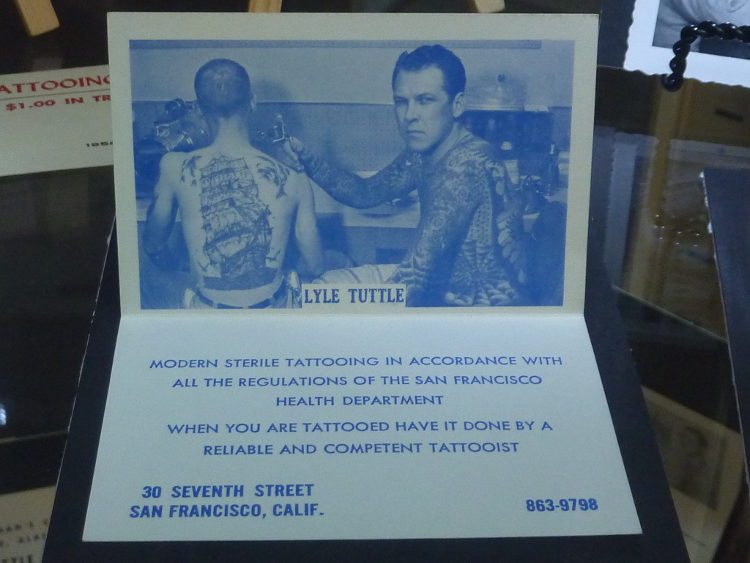 ATTOOING
$1.00 IN TR
LYLE TUTTLE
MODERN STERILE TATTOOING IN ACCORDANCE WITH
ALL THE REGULATIONS OF THE SAN FRANCISCO
HEALTH DEPARTMENT
WHEN YOU ARE TATTOOED HAVE IT DONE BY A
RELIABLE AND COMPETENT TATTOOIST
30 SEVENTH STREET
SAN FRANCISCO, CALIF.
863-9798